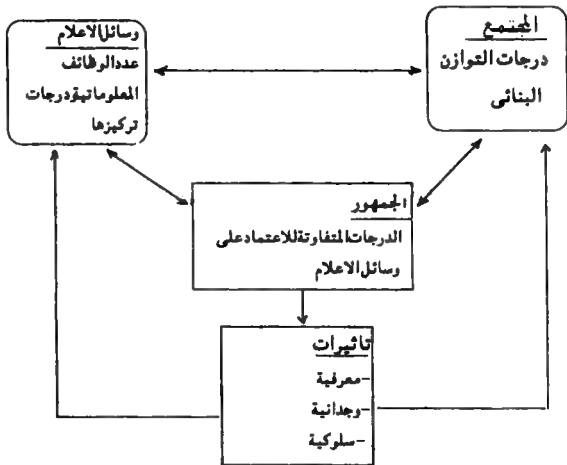 المجتمع
درجات التوازن
البنائى
وسائل الاعلام
عدد الوظائف
المعلوماتية ودرجات
تركيزها
الجمهور
الدرجات المتفاوتة للاعتماد على
وسائل الاعلام
تاثيرات
-معرفية
-وجدانية
-سلوكية